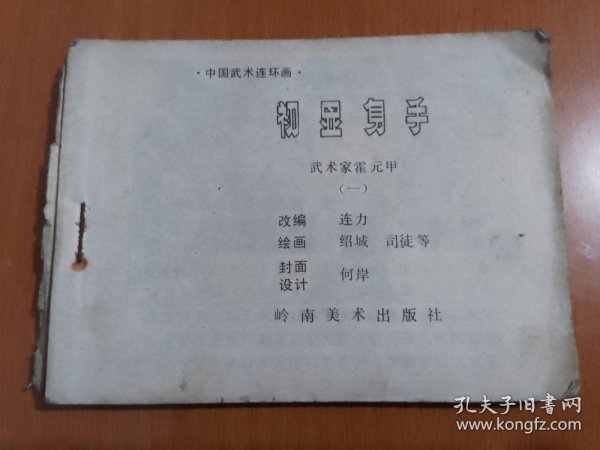 ·中国武术连环画·
初显身手
武术家霍元甲
（一）
改编 连力
绘画 绍城 司徒等
封面设计 何岸
岭南美术出版社
孔夫子旧书网
www.kongfz.com